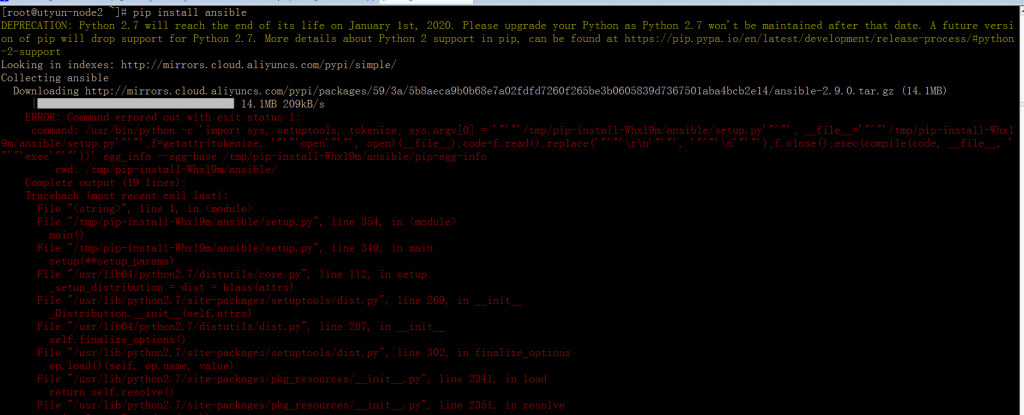 [root@utyun-node2 ~]# pip install ansible
DEPRECATION: Python 2.7 will reach the end of its life on January 1st, 2020. Please upgrade your Python as Python 2.7 won't be maintained after that date. A future versi
on of pip will drop support for Python 2.7. More details about Python 2 support in pip, can be found at https://pip.pypa.io/en/latest/development/release-process/#python
-2-support
Looking in indexes: http://mirrors.cloud.aliyuncs.com/pypi/simple/
Collecting ansible
Downloading http://mirrors.cloud.aliyuncs.com/pypi/packages/59/3a/5b8aeca9b0b68e7a02fdfd7260f265be3b0605839d7367501aba4bcb2e14/ansible-2.9.0.tar.gz (14.1MB)
14.1MB 209kB/s
ERROR: Command errored out with exit status 1:
command: /usr/bin/python -c 'import sys, setuptools, tokenize; sys.argv[0] = '"'"'/tmp/pip-install-Whxl9m/ansible/setup.py'"'"'; __file__='"'"'/tmp/pip-install-Whxl
9m/ansible/setup.py'"'"';f=getattr(tokenize, '"'"'open'"'"', open)(__file__);code=f.read().replace('"'"'\r\n'"'"', '"'"'\n'"'"');f.close();exec(compile(code, __file__, '
"'"'exec'"'"'))' egg_info --egg-base /tmp/pip-install-Whxl9m/ansible/pip-egg-info
cwd: /tmp/pip-install-Whxl9m/ansible/
Complete output (19 lines):
Traceback (most recent call last):
File "<string>", line 1, in <module>
File "/tmp/pip-install-Whxl9m/ansible/setup.py", line 354, in <module>
main()
File "/tmp/pip-install-Whxl9m/ansible/setup.py", line 349, in main
setup(**setup_params)
File "/usr/lib64/python2.7/distutils/core.py", line 112, in setup
_setup_distribution = dist = klass(attrs)
File "/usr/lib/python2.7/site-packages/setuptools/dist.py", line 269, in __init__
_Distribution.__init__(self,attrs)
File "/usr/lib64/python2.7/distutils/dist.py", line 287, in __init__
self.finalize_options()
File "/usr/lib/python2.7/site-packages/setuptools/dist.py", line 302, in finalize_options
ep.load()(self, ep.name, value)
File "/usr/lib/python2.7/site-packages/pkg_resources/__init__.py", line 2341, in load
return self.resolve()
File "/usr/lib/python2.7/site-packages/pkg_resources/__init__.py", line 2351, in resolve